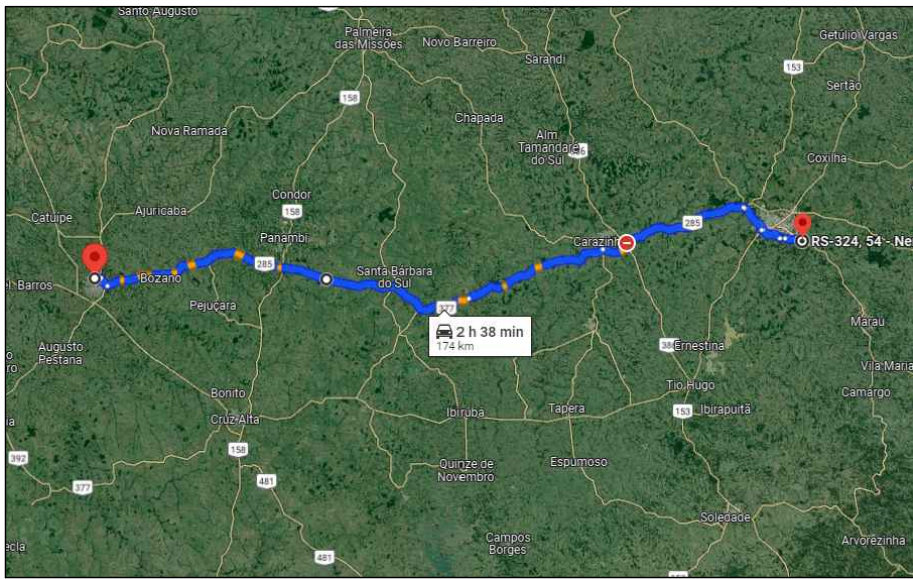 Santo Augusto
Palmeira
das Missões
Novo Barreiro
Sarandi
Getúlio Vargas
153
Sertão
158
Nova Ramada
Chapada
Alm.
Tamandaré
do Sul
Coxilha
Condor
158
Catuípe
Ajuricaba
Panambi
285
Carazinho
RS-324, 54 - Ne
285
Bozano
Santa Bárbara
do Sul
el. Barros
Pejuçara
377
2 h 38 min
174 km
Marau
Augusto
Pestana
Ernestina
Vila Maria
Tio Hugo
Camargo
Bonito
Ibirubá
Tapera
153
Ibirapuitã
Cruz Alta
158
392
377
481
Quinze de
Novembro
Espumoso
Soledade
Campos
Borges
Arvorezinha
481
ecla